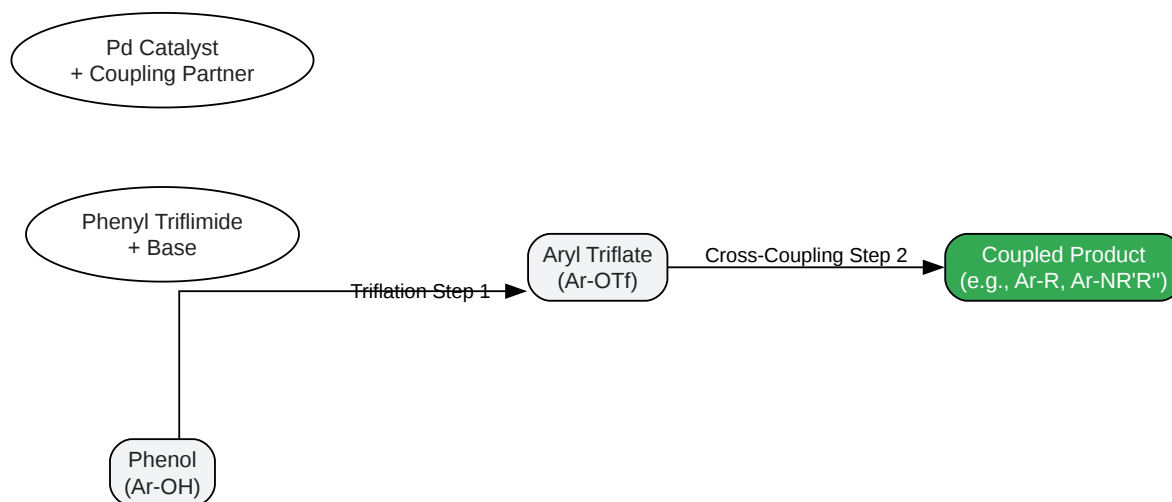 Pd Catalyst
+ Coupling Partner
Phenyl Triflimide
+ Base
Triflation Step 1
Aryl Triflate
(Ar-OTf)
Cross-Coupling Step 2
Coupled Product
(e.g., Ar-R, Ar-NR'R")
Phenol
(Ar-OH)